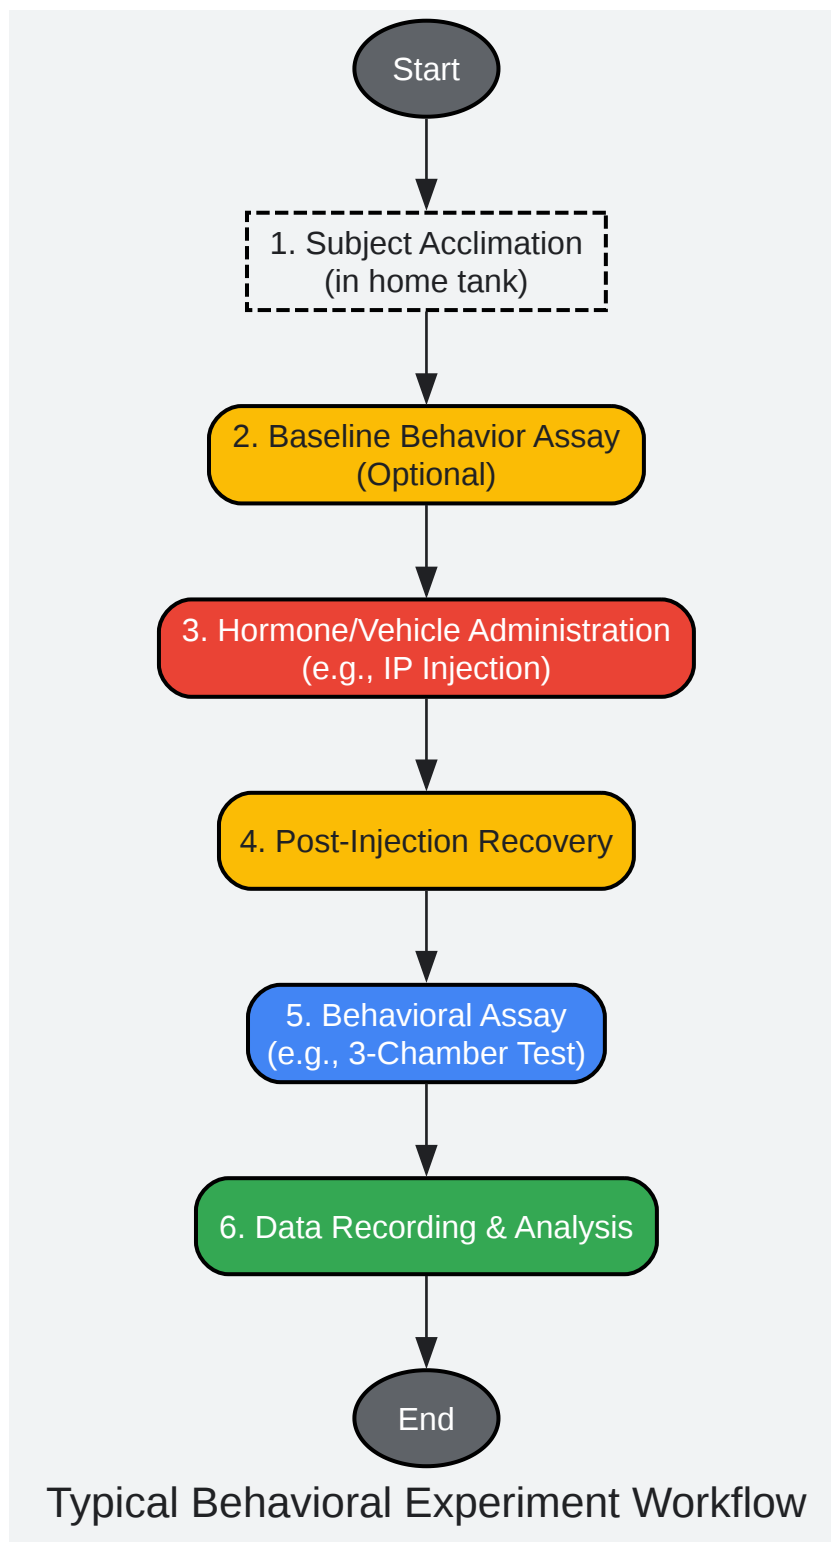 Start
1. Subject Acclimation
(in home tank)
2. Baseline Behavior Assay
(Optional)
3. Hormone/Vehicle Administration
(e.g., IP Injection)
4. Post-Injection Recovery
5. Behavioral Assay
(e.g., 3-Chamber Test)
6. Data Recording & Analysis
End
Typical Behavioral Experiment Workflow